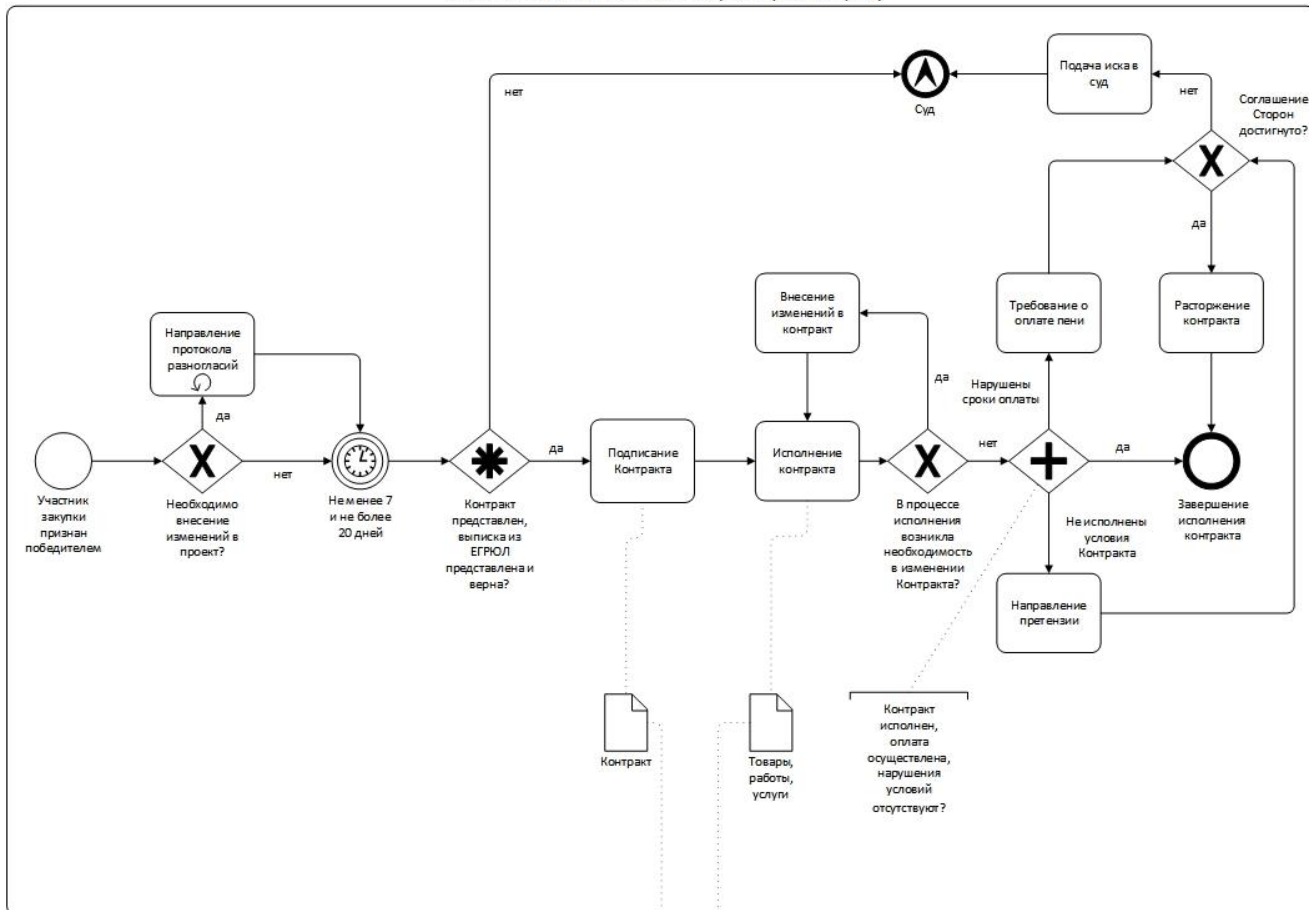 Подача иска в
суд
нет
Суд
нет
Соглашение
Сторон
достигнуто?
X
да
Внесение
изменений в
контракт
Требование о
оплате пени
Расторжение
контракта
Направление
протокола
разногласий
да
да
Нарушены
сроки оплаты
X
нет
да
Подписание
Контракта
Исполнение
контракта
X
нет
да
Участник
закупки
признан
победителем
Необходимо
внесение
изменений в
проект?
Не менее 7
и не более
20 дней
Контракт
представлен,
выписка из
ЕГРЮЛ
представлена и
верна?
В процессе
исполнения
возникла
необходимость
в изменении
Контракта?
Не исполнены
условия
Контракта
Завершение
исполнения
контракта
Направление
претензии
Контракт
Товары,
работы,
услуги
Контракт
исполнен,
оплата
осуществлена,
нарушения
условий
отсутствуют?